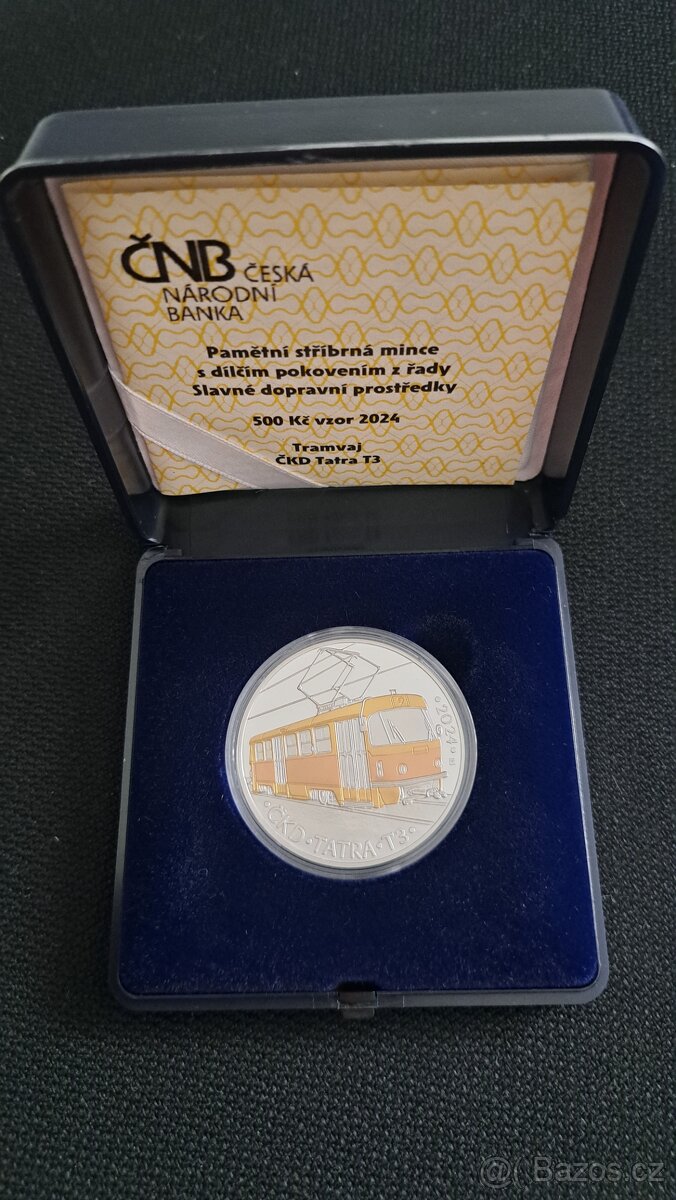 ČNB ČESKÁ
NÁRODNÍ
BANKA
Pamětní stříbrná mince
s dílčím pokovením z řady
Slavné dopravní prostředky
500 Kč vzor 2024
Tramvaj
ČKD Tatra T3
2024
ČKD·TATRA·T3
@ Bazos.cz